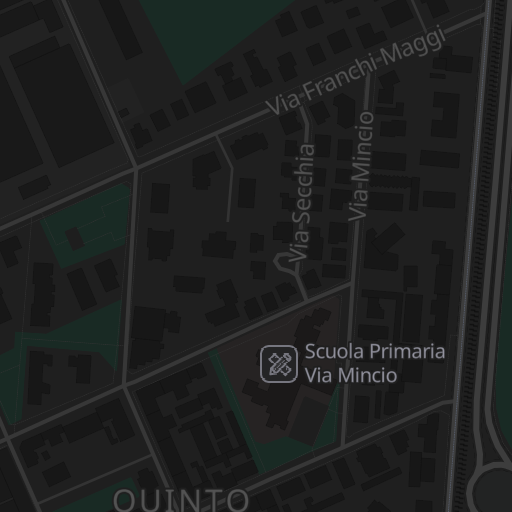 Via Franchi Maggi
Via Secchia
Via Mincio
Scuola Primaria
Via Mincio
QUINTO